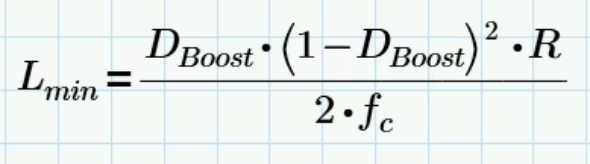 L_min = (D_Boost · (1 − D_Boost)² · R) / (2 · f_c)